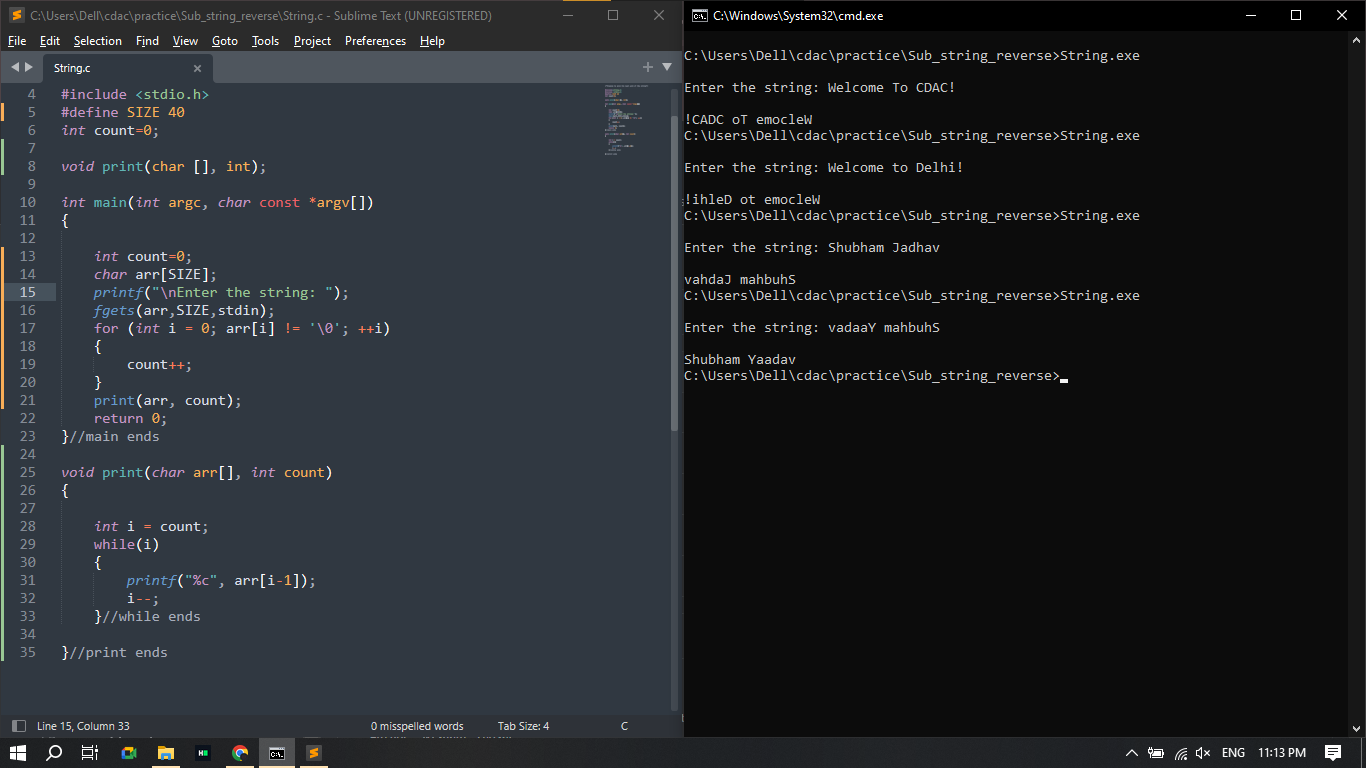 C:\Users\Dell\cdac\practice\Sub_string_reverse\String.c - Sublime Text (UNREGISTERED)
File Edit Selection Find View Goto Tools Project Preferences Help
String.c
4 #include <stdio.h>
5 #define SIZE 40
6 int count=0;
7
8 void print(char [], int);
9
10 int main(int argc, char const *argv[])
11 {
12
13 int count=0;
14 char arr[SIZE];
15 printf("\nEnter the string: ");
16 fgets(arr,SIZE,stdin);
17 for (int i = 0; arr[i] != '\0'; ++i)
18 {
19 count++;
20 }
21 print(arr, count);
22 return 0;
23 }//main ends
24
25 void print(char arr[], int count)
26 {
27
28 int i = count;
29 while(i)
30 {
31 printf("%c", arr[i-1]);
32 i--;
33 }//while ends
34
35 }//print ends
Line 15, Column 33 0 misspelled words Tab Size: 4 C
C:\Windows\System32\cmd.exe
C:\Users\Dell\cdac\practice\Sub_string_reverse>String.exe
Enter the string: Welcome To CDAC!
!CADC oT emocleW
C:\Users\Dell\cdac\practice\Sub_string_reverse>String.exe
Enter the string: Welcome to Delhi!
!ihleD ot emocleW
C:\Users\Dell\cdac\practice\Sub_string_reverse>String.exe
Enter the string: Shubham Jadhav
vahdaJ mahbuhS
C:\Users\Dell\cdac\practice\Sub_string_reverse>String.exe
Enter the string: vadaaY mahbuhS
Shubham Yaadav
C:\Users\Dell\cdac\practice\Sub_string_reverse>
ENG 11:13 PM